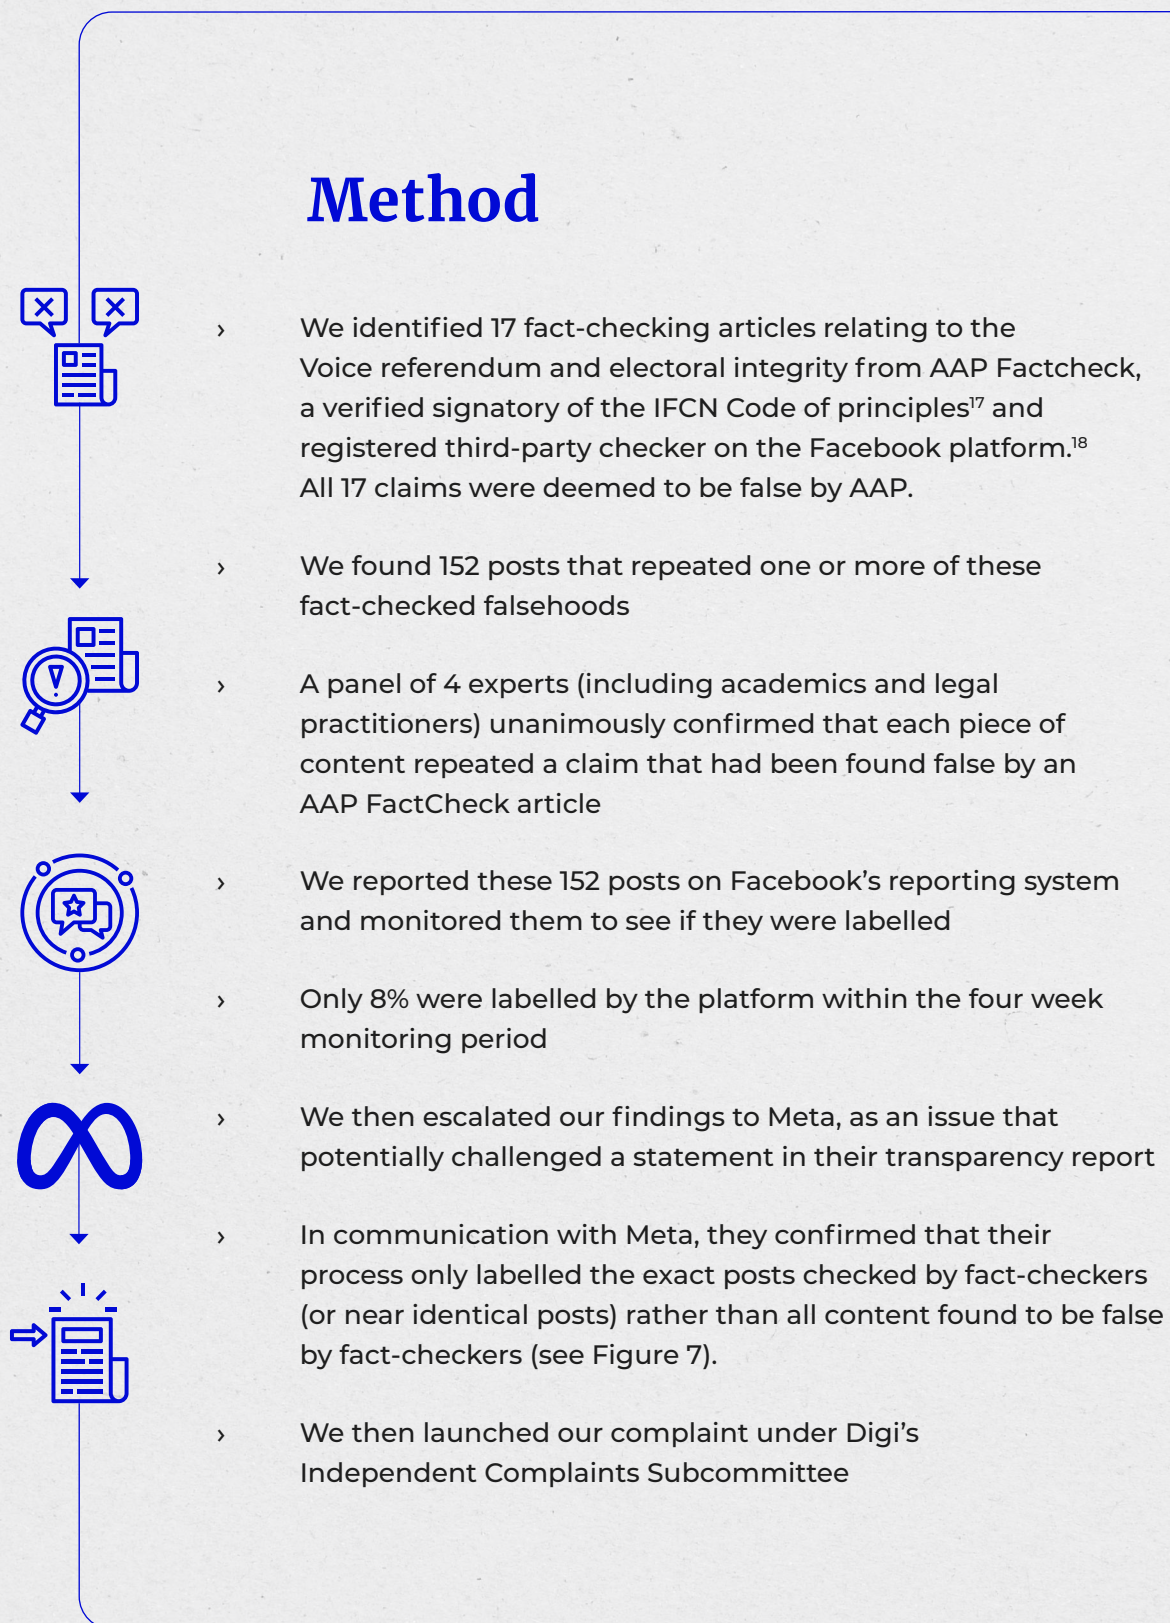 Method
› We identified 17 fact-checking articles relating to the
Voice referendum and electoral integrity from AAP Factcheck,
a verified signatory of the IFCN Code of principles17 and
registered third-party checker on the Facebook platform.18
All 17 claims were deemed to be false by AAP.
› We found 152 posts that repeated one or more of these
fact-checked falsehoods
› A panel of 4 experts (including academics and legal
practitioners) unanimously confirmed that each piece of
content repeated a claim that had been found false by an
AAP FactCheck article
› We reported these 152 posts on Facebook’s reporting system
and monitored them to see if they were labelled
› Only 8% were labelled by the platform within the four week
monitoring period
› We then escalated our findings to Meta, as an issue that
potentially challenged a statement in their transparency report
› In communication with Meta, they confirmed that their
process only labelled the exact posts checked by fact-checkers
(or near identical posts) rather than all content found to be false
by fact-checkers (see Figure 7).
› We then launched our complaint under Digi’s
Independent Complaints Subcommittee